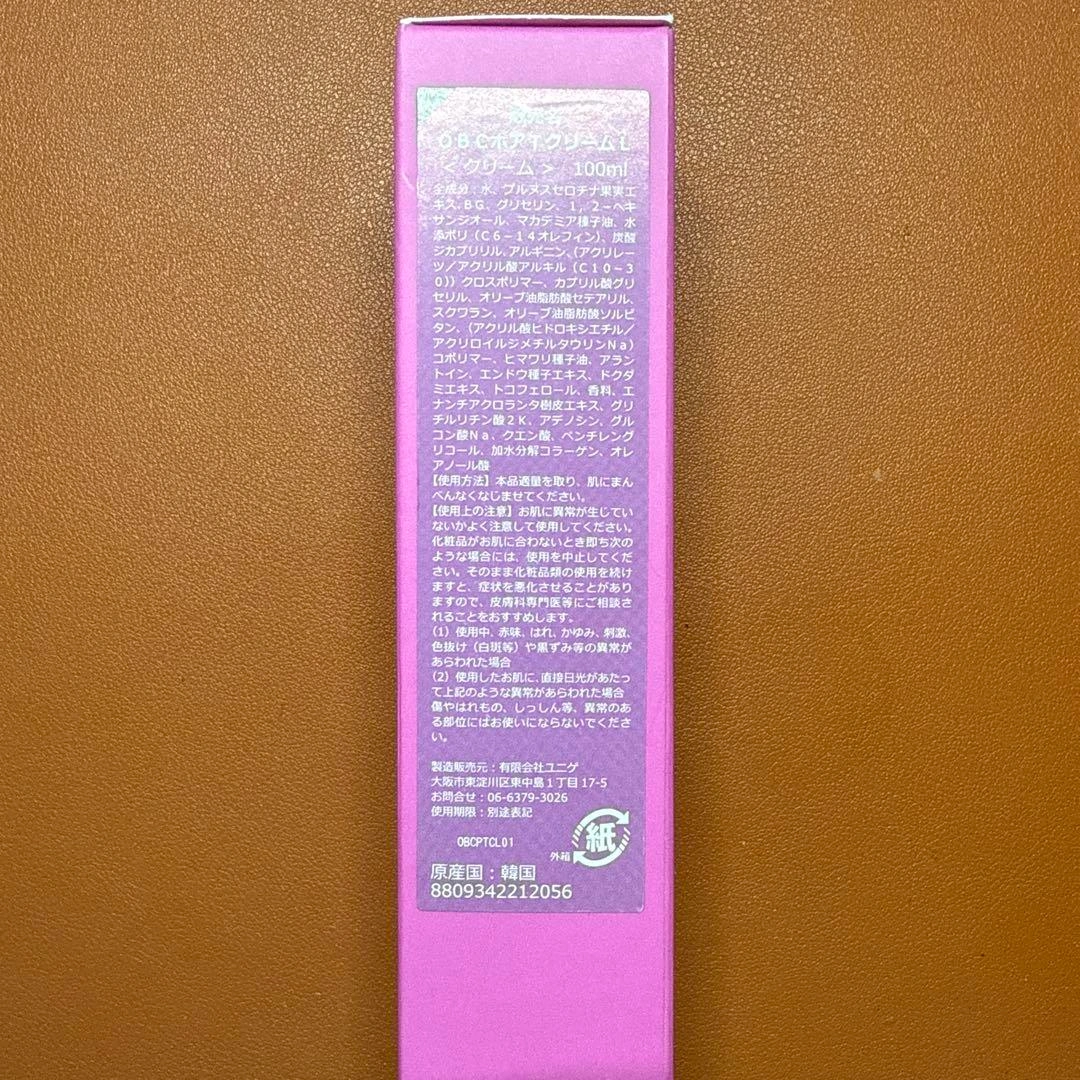 OBCポアTクリームL
<クリーム> 100ml
全成分：水、プルヌスセロチナ果実エ
キス、BG、グリセリン、1，2－ヘキ
サンジオール、マカデミア種子油、水
添ポリ（C6－14オレフィン）、炭酸
ジカプリリル、アルギニン、（アクリレー
ツ／アクリル酸アルキル（C10－3
0））クロスポリマー、カプリル酸グリ
セリル、オリーブ油脂肪酸セテアリル、
スクワラン、オリーブ油脂肪酸ソルビ
タン、（アクリル酸ヒドロキシエチル／
アクリロイルジメチルタウリンNa）
コポリマー、ヒマワリ種子油、アラン
トイン、エンドウ種子エキス、ドクダ
ミエキス、トコフェロール、香料、エ
ナンチアクロランタ樹皮エキス、グリ
チルリチン酸2K、アデノシン、グル
コン酸Na、クエン酸、ペンチレング
リコール、加水分解コラーゲン、オレ
アノール酸
【使用方法】本品適量を取り、肌にまん
べんなくなじませてください。
【使用上の注意】お肌に異常が生じてい
ないかよく注意して使用してください。
化粧品がお肌に合わないとき即ち次の
ような場合には、使用を中止してくだ
さい。そのまま化粧品類の使用を続け
ますと、症状を悪化させることがあり
ますので、皮膚科専門医等にご相談さ
れることをおすすめします。
（1）使用中、赤味、はれ、かゆみ、刺激、
色抜け（白斑等）や黒ずみ等の異常が
あらわれた場合
（2）使用したお肌に、直接日光があたっ
て上記のような異常があらわれた場合
傷やはれもの、しっしん等、異常のあ
る部位にはお使いにならないでくださ
い。
製造販売元：有限会社ユニゲ
大阪市東淀川区東中島1丁目17-5
お問合せ：06-6379-3026
使用期限：別途表記
OBCPTCL01
外箱 紙
原産国：韓国
8809342212056